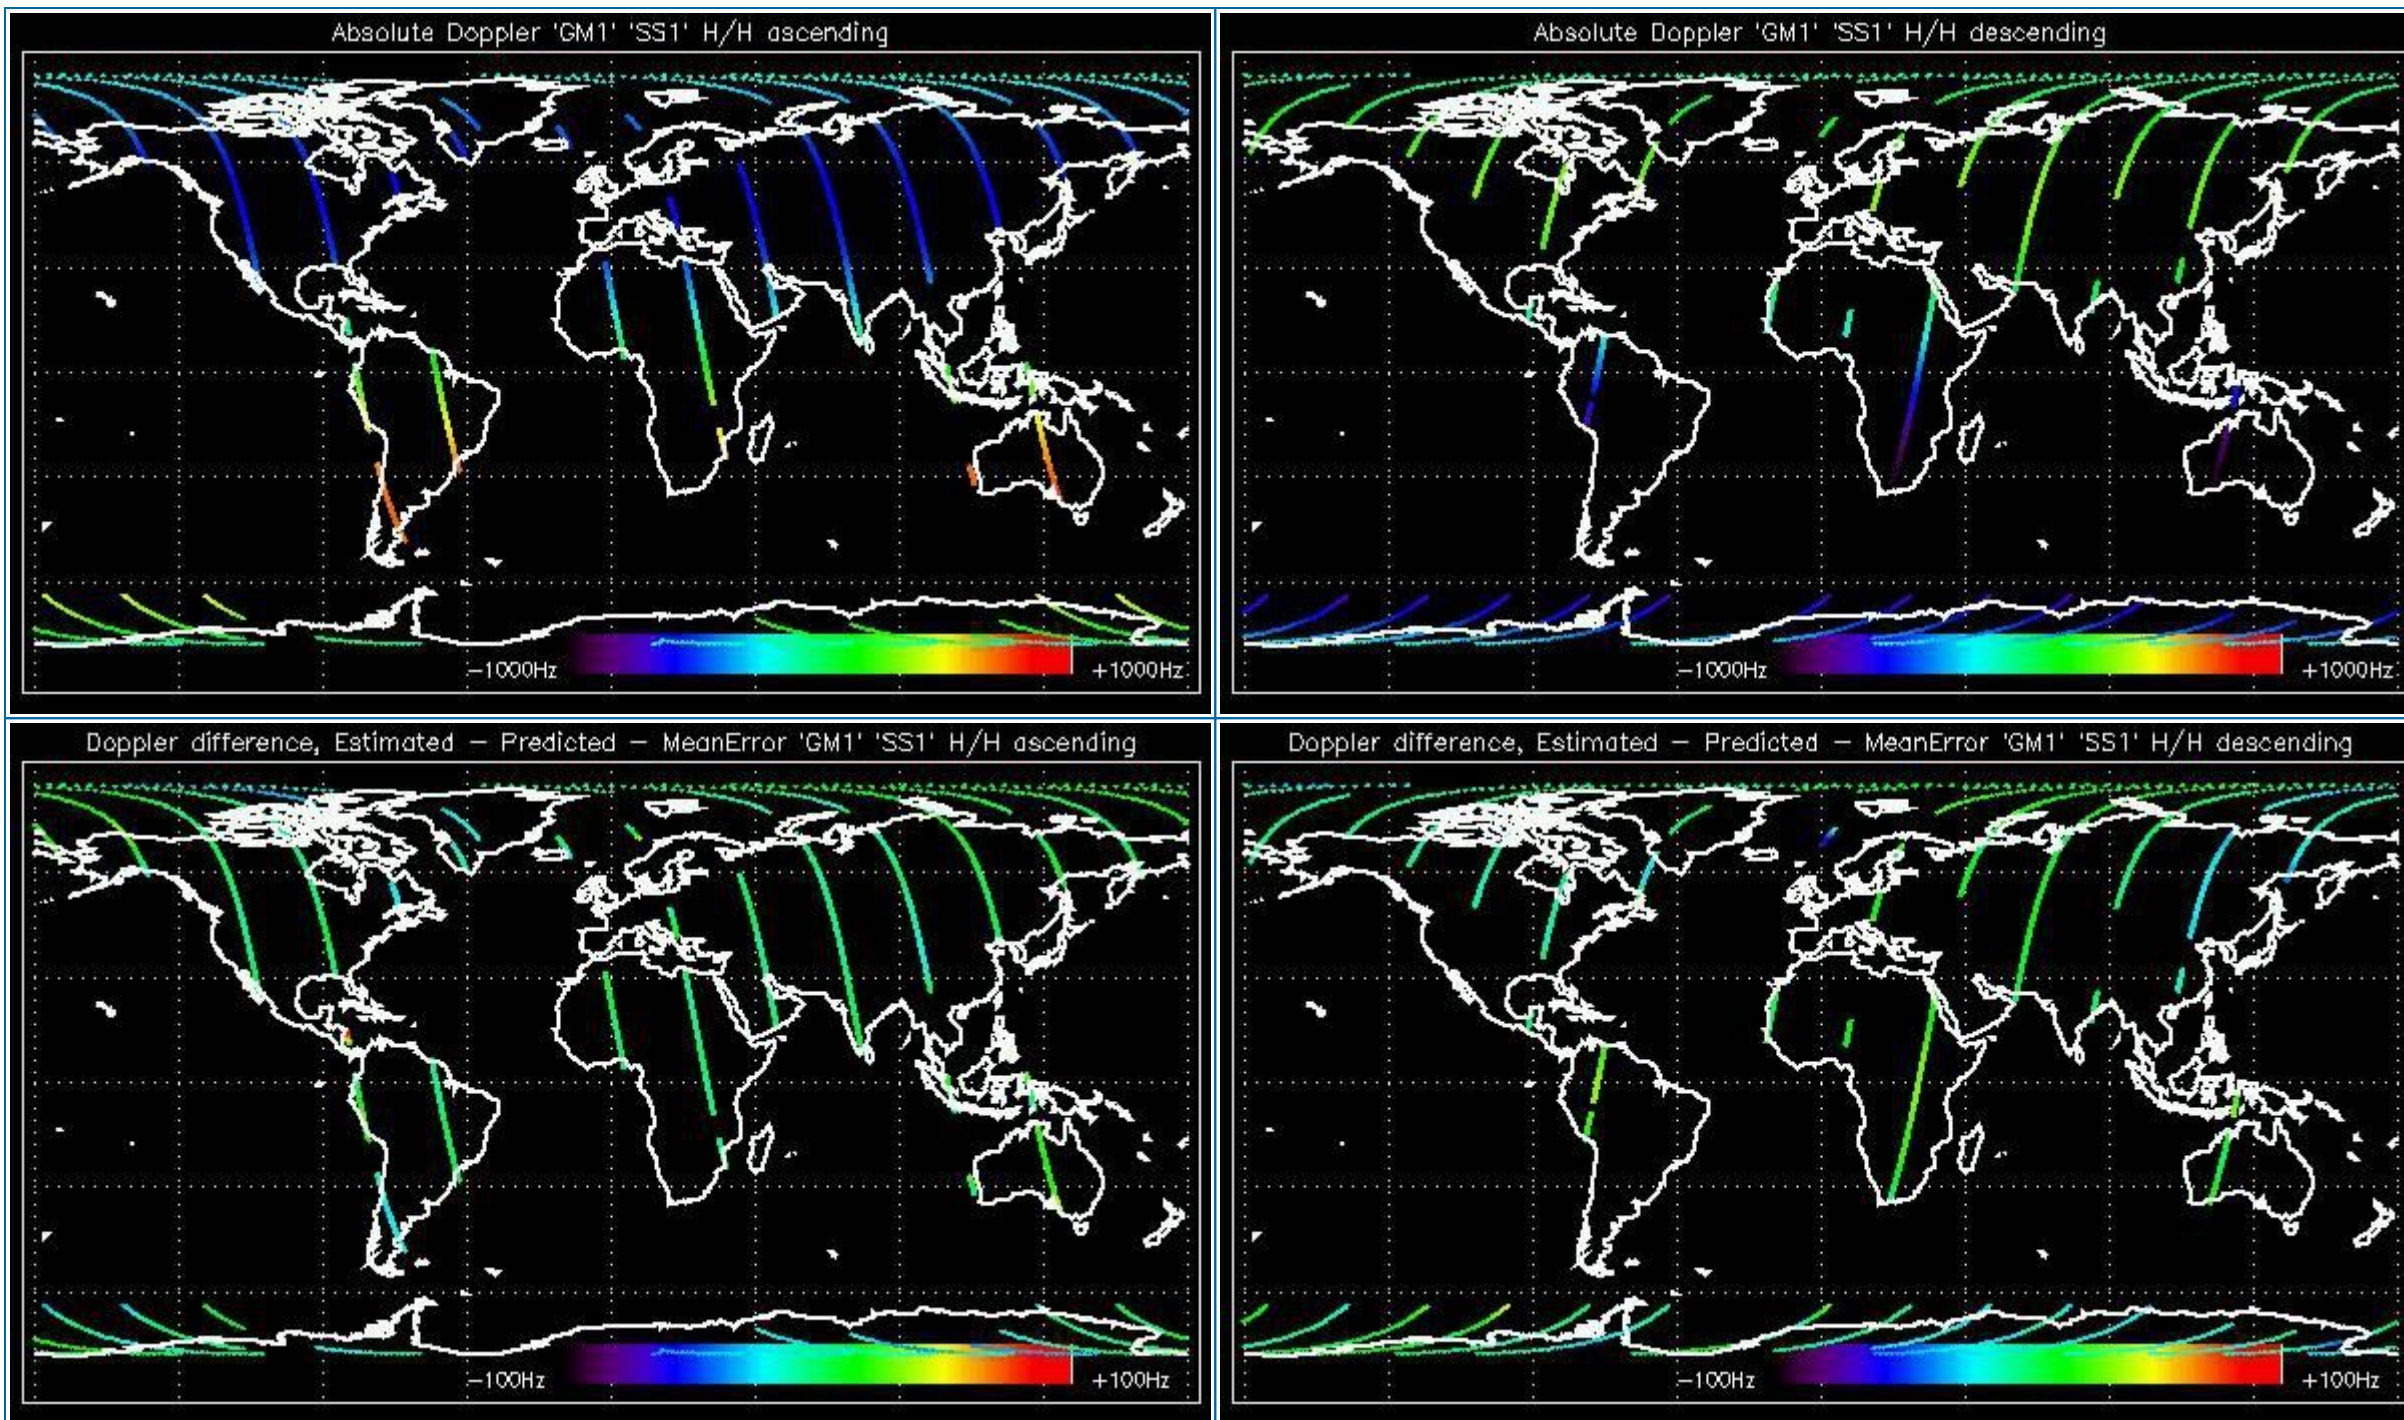 Absolute Doppler 'GM1' 'SS1' H/H ascending
-1000Hz
+1000Hz
Absolute Doppler 'GM1' 'SS1' H/H descending
-1000Hz
+1000Hz
Doppler difference, Estimated - Predicted - MeanError 'GM1' 'SS1' H/H ascending
-100Hz
+100Hz
Doppler difference, Estimated - Predicted - MeanError 'GM1' 'SS1' H/H descending
-100Hz
+100Hz